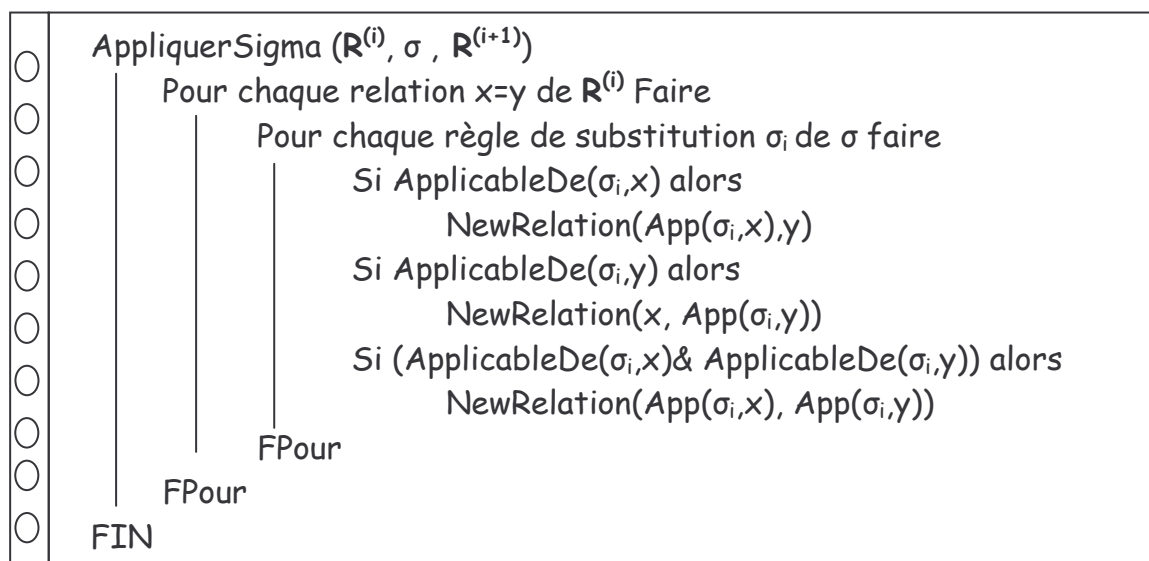 AppliquerSigma (R⁽ⁱ⁾, σ , R⁽ⁱ⁺¹⁾)
Pour chaque relation x=y de R⁽ⁱ⁾ Faire
Pour chaque règle de substitution σᵢ de σ faire
Si ApplicableDe(σᵢ,x) alors
NewRelation(App(σᵢ,x),y)
Si ApplicableDe(σᵢ,y) alors
NewRelation(x, App(σᵢ,y))
Si (ApplicableDe(σᵢ,x)& ApplicableDe(σᵢ,y)) alors
NewRelation(App(σᵢ,x), App(σᵢ,y))
FPour
FPour
FIN